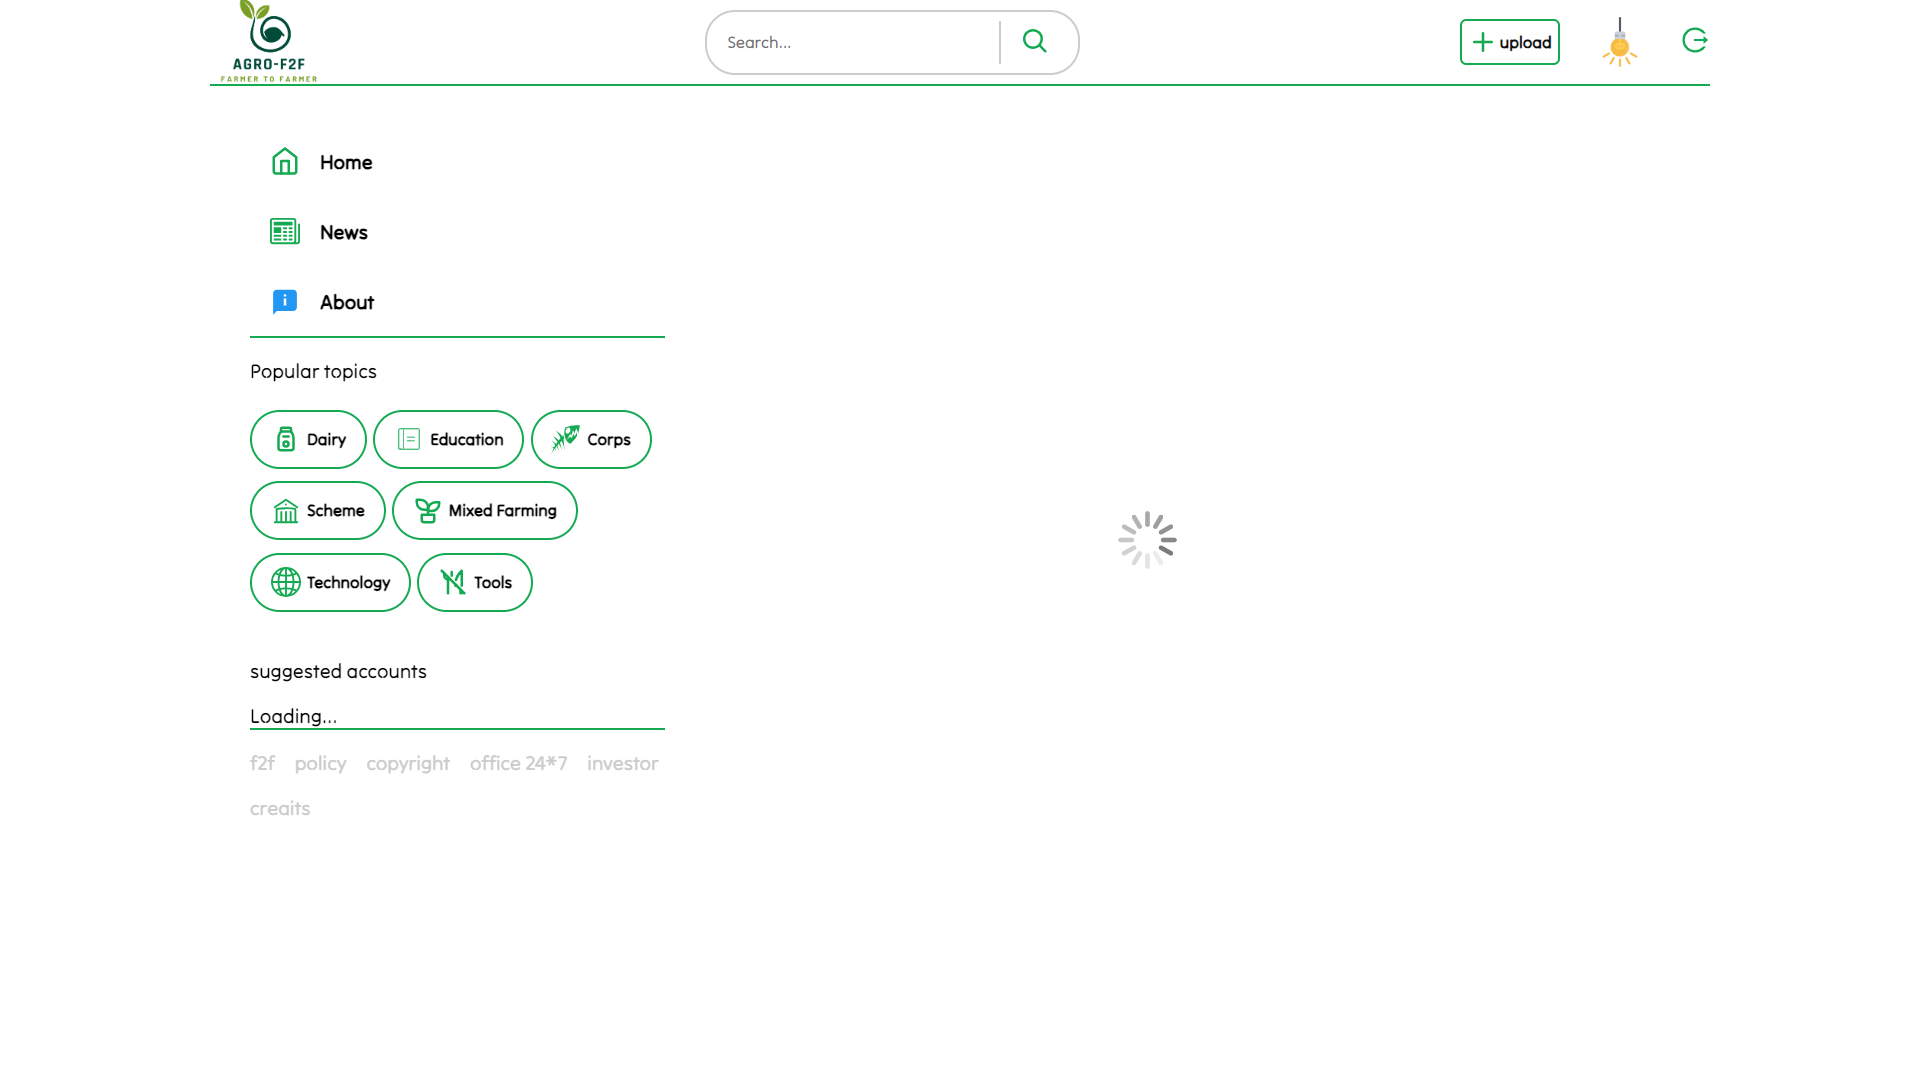 AGRO-F2F
FARMER TO FARMER
Search...
upload
Home
News
About
Popular topics
Dairy
Education
Corps
Scheme
Mixed Farming
Technology
Tools
suggested accounts
Loading...
f2f policy copyright office 24*7 investor
creaits